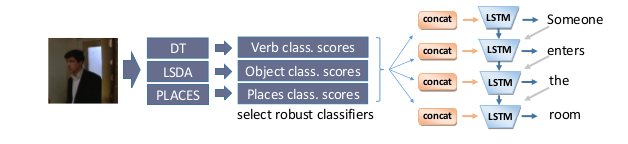 DT
Verb class. scores
LSDA
Object class. scores
PLACES
Places class. scores
select robust classifiers
concat
LSTM
Someone
concat
LSTM
enters
concat
LSTM
the
concat
LSTM
room